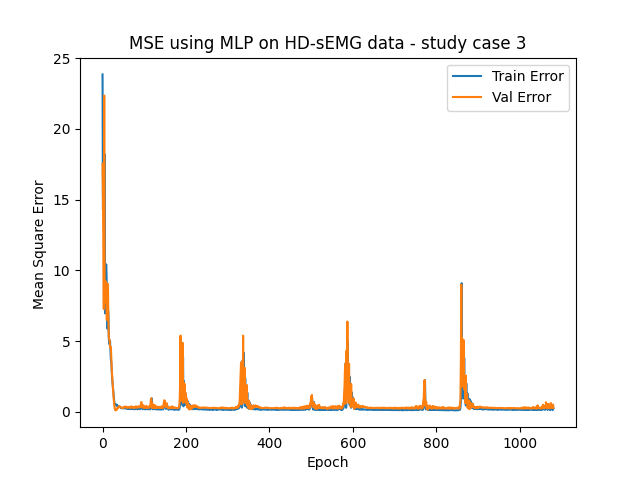 MSE using MLP on HD-sEMG data - study case 3
Train Error
Val Error
Mean Square Error
25
20
15
10
5
0
0 200 400 600 800 1000
Epoch